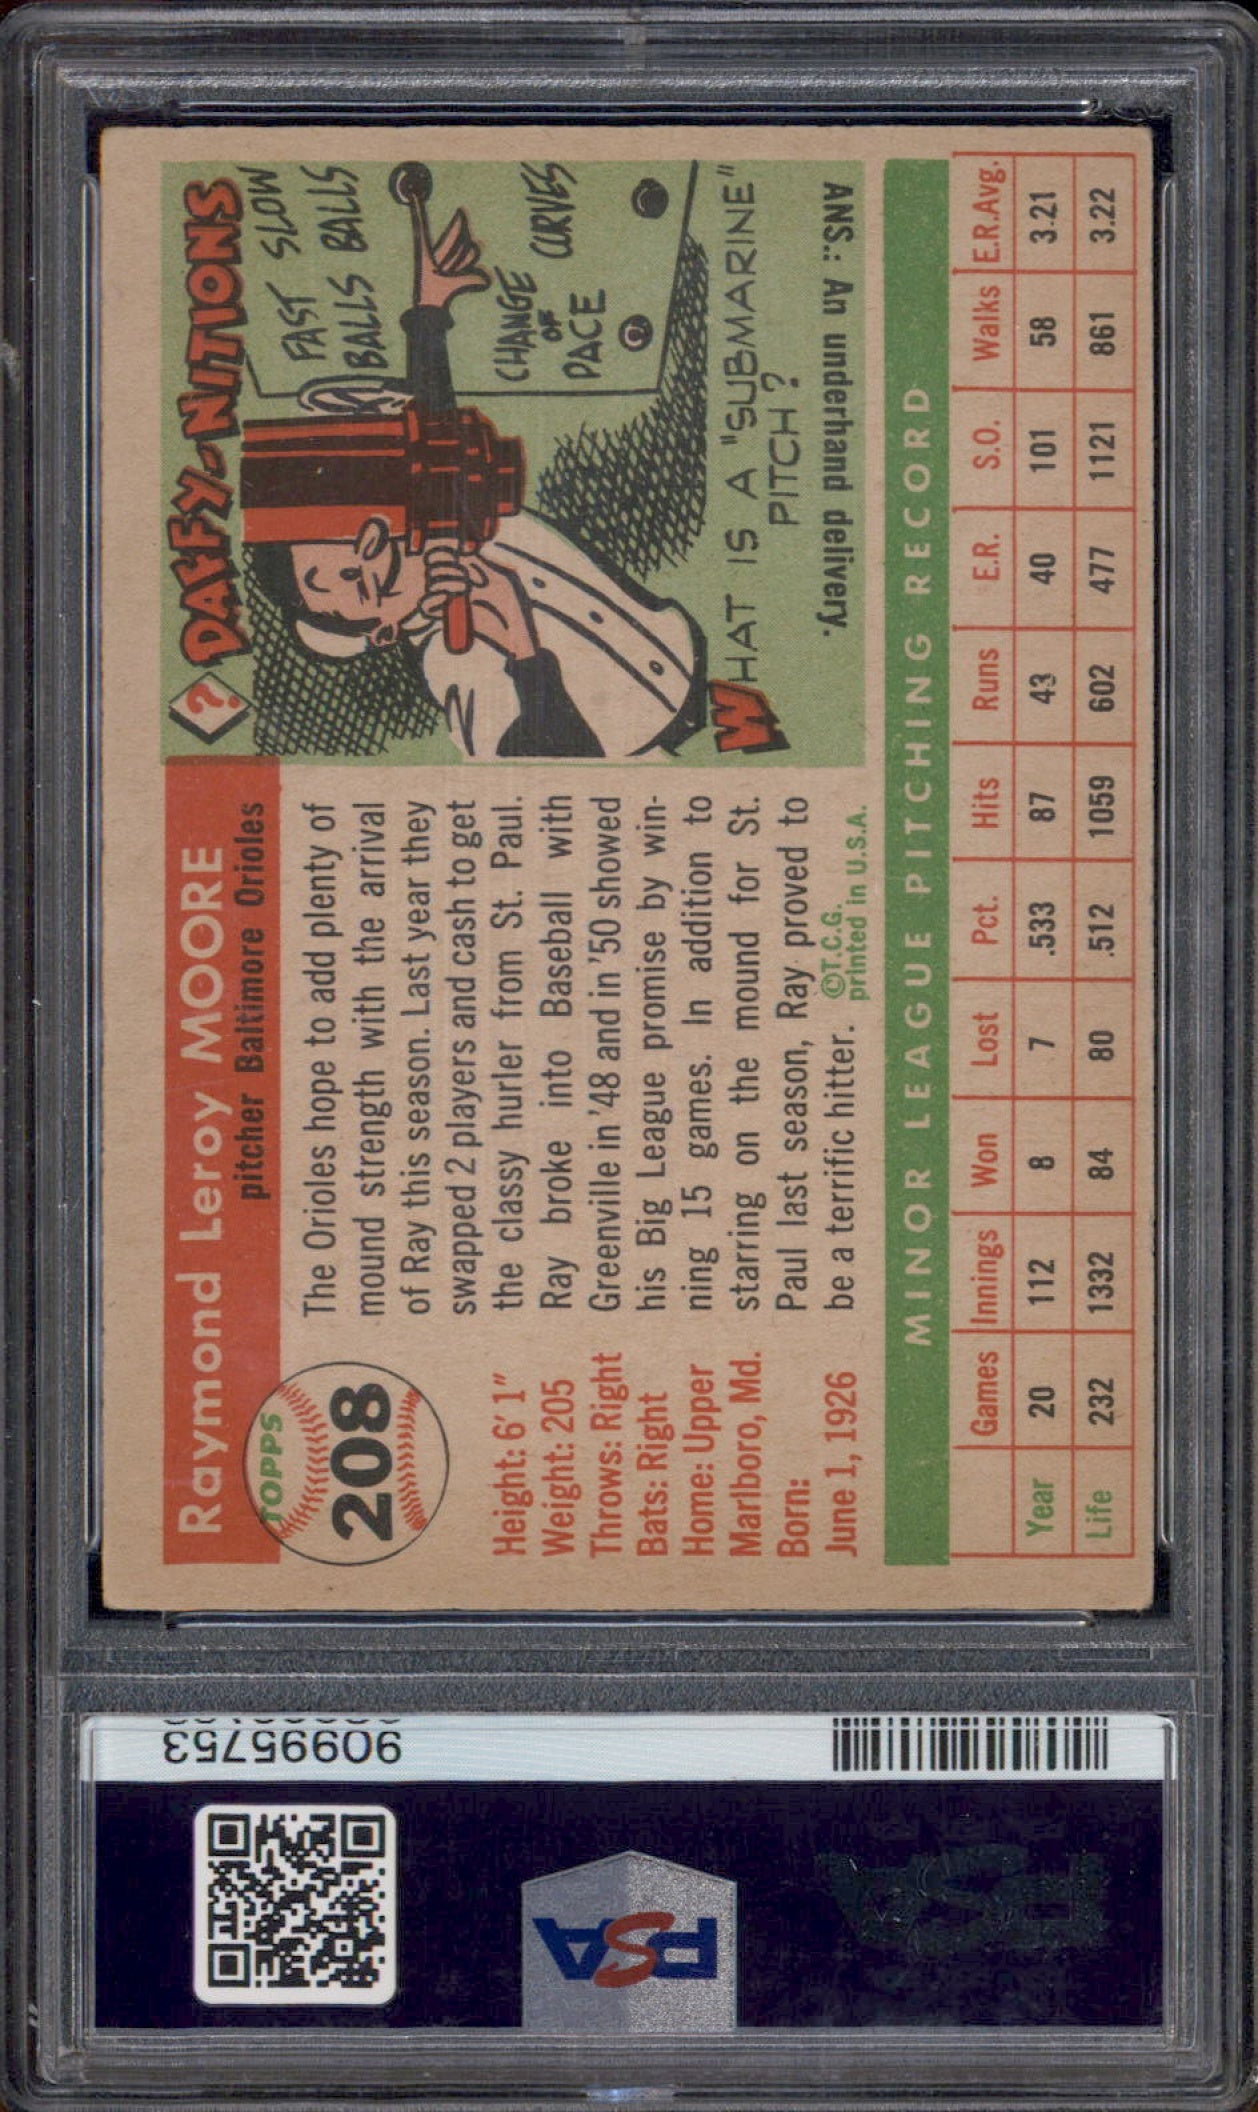 Raymond Leroy MOORE
pitcher Baltimore Orioles
TOPPS
208
Height: 6' 1"
Weight: 205
Throws: Right
Bats: Right
Home: Upper
Marlboro, Md.
Born:
June 1, 1926
The Orioles hope to add plenty of
mound strength with the arrival
of Ray this season. Last year they
swapped 2 players and cash to get
the classy hurler from St. Paul.
Ray broke into Baseball with
Greenville in '48 and in '50 showed
his Big League promise by win-
ning 15 games. In addition to
starring on the mound for St.
Paul last season, Ray proved to
be a terrific hitter.
©T.C.G.
printed in U.S.A.
? DAFFY-NITIONS
FAST BALLS
SLOW BALLS
CHANGE OF PACE
CURVES
WHAT IS A "SUBMARINE"
PITCH?
ANS.: An underhand delivery.
MINOR LEAGUE PITCHING RECORD
Games Innings Won Lost Pct. Hits Runs E.R. S.O. Walks E.R.Avg.
Year 20 112 8 7 .533 87 43 40 101 58 3.21
Life 232 1332 84 80 .512 1059 602 477 1121 861 3.22
90995753
PSA